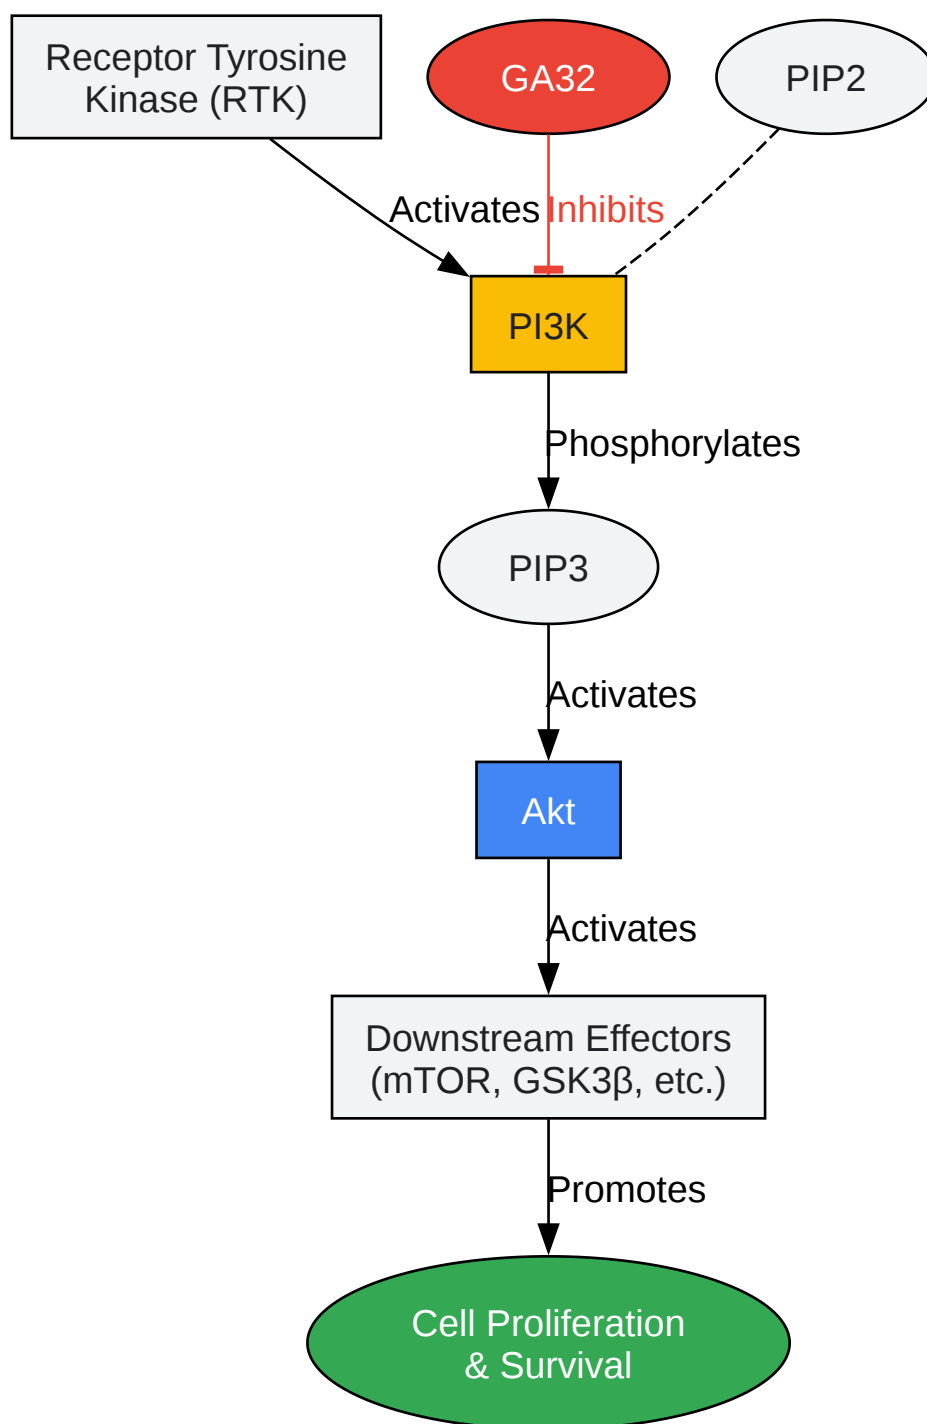 Receptor Tyrosine
Kinase (RTK)
GA32
PIP2
Activates
Inhibits
PI3K
Phosphorylates
PIP3
Activates
Akt
Activates
Downstream Effectors
(mTOR, GSK3β, etc.)
Promotes
Cell Proliferation
& Survival